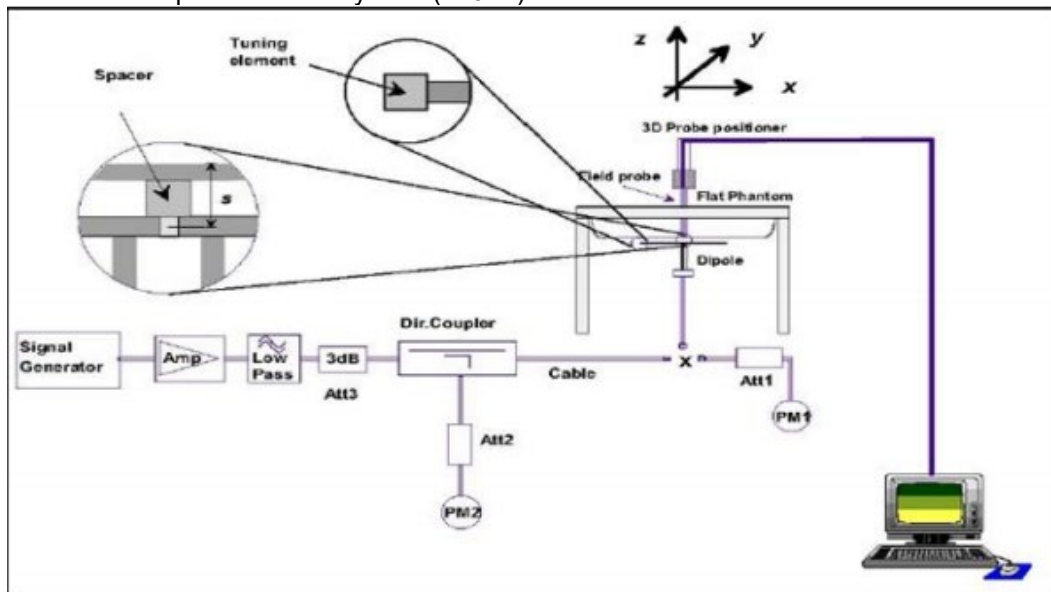 Tuning
element
Spacer
s
z
y
x
3D Probe positioner
Field probe
Flat Phantom
Dipole
Signal
Generator
Amp
Low
Pass
3dB
Att3
Dir.Coupler
Cable
x
Att1
PM1
Att2
PM2